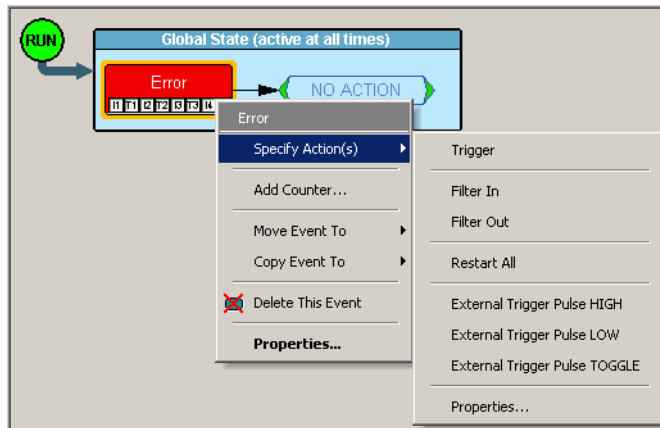 RUN
Global State (active at all times)
Error
I1 T1 I2 T2 I3 T3 I4
NO ACTION
Error
Specify Action(s)
Add Counter...
Move Event To
Copy Event To
Delete This Event
Properties...
Trigger
Filter In
Filter Out
Restart All
External Trigger Pulse HIGH
External Trigger Pulse LOW
External Trigger Pulse TOGGLE
Properties...